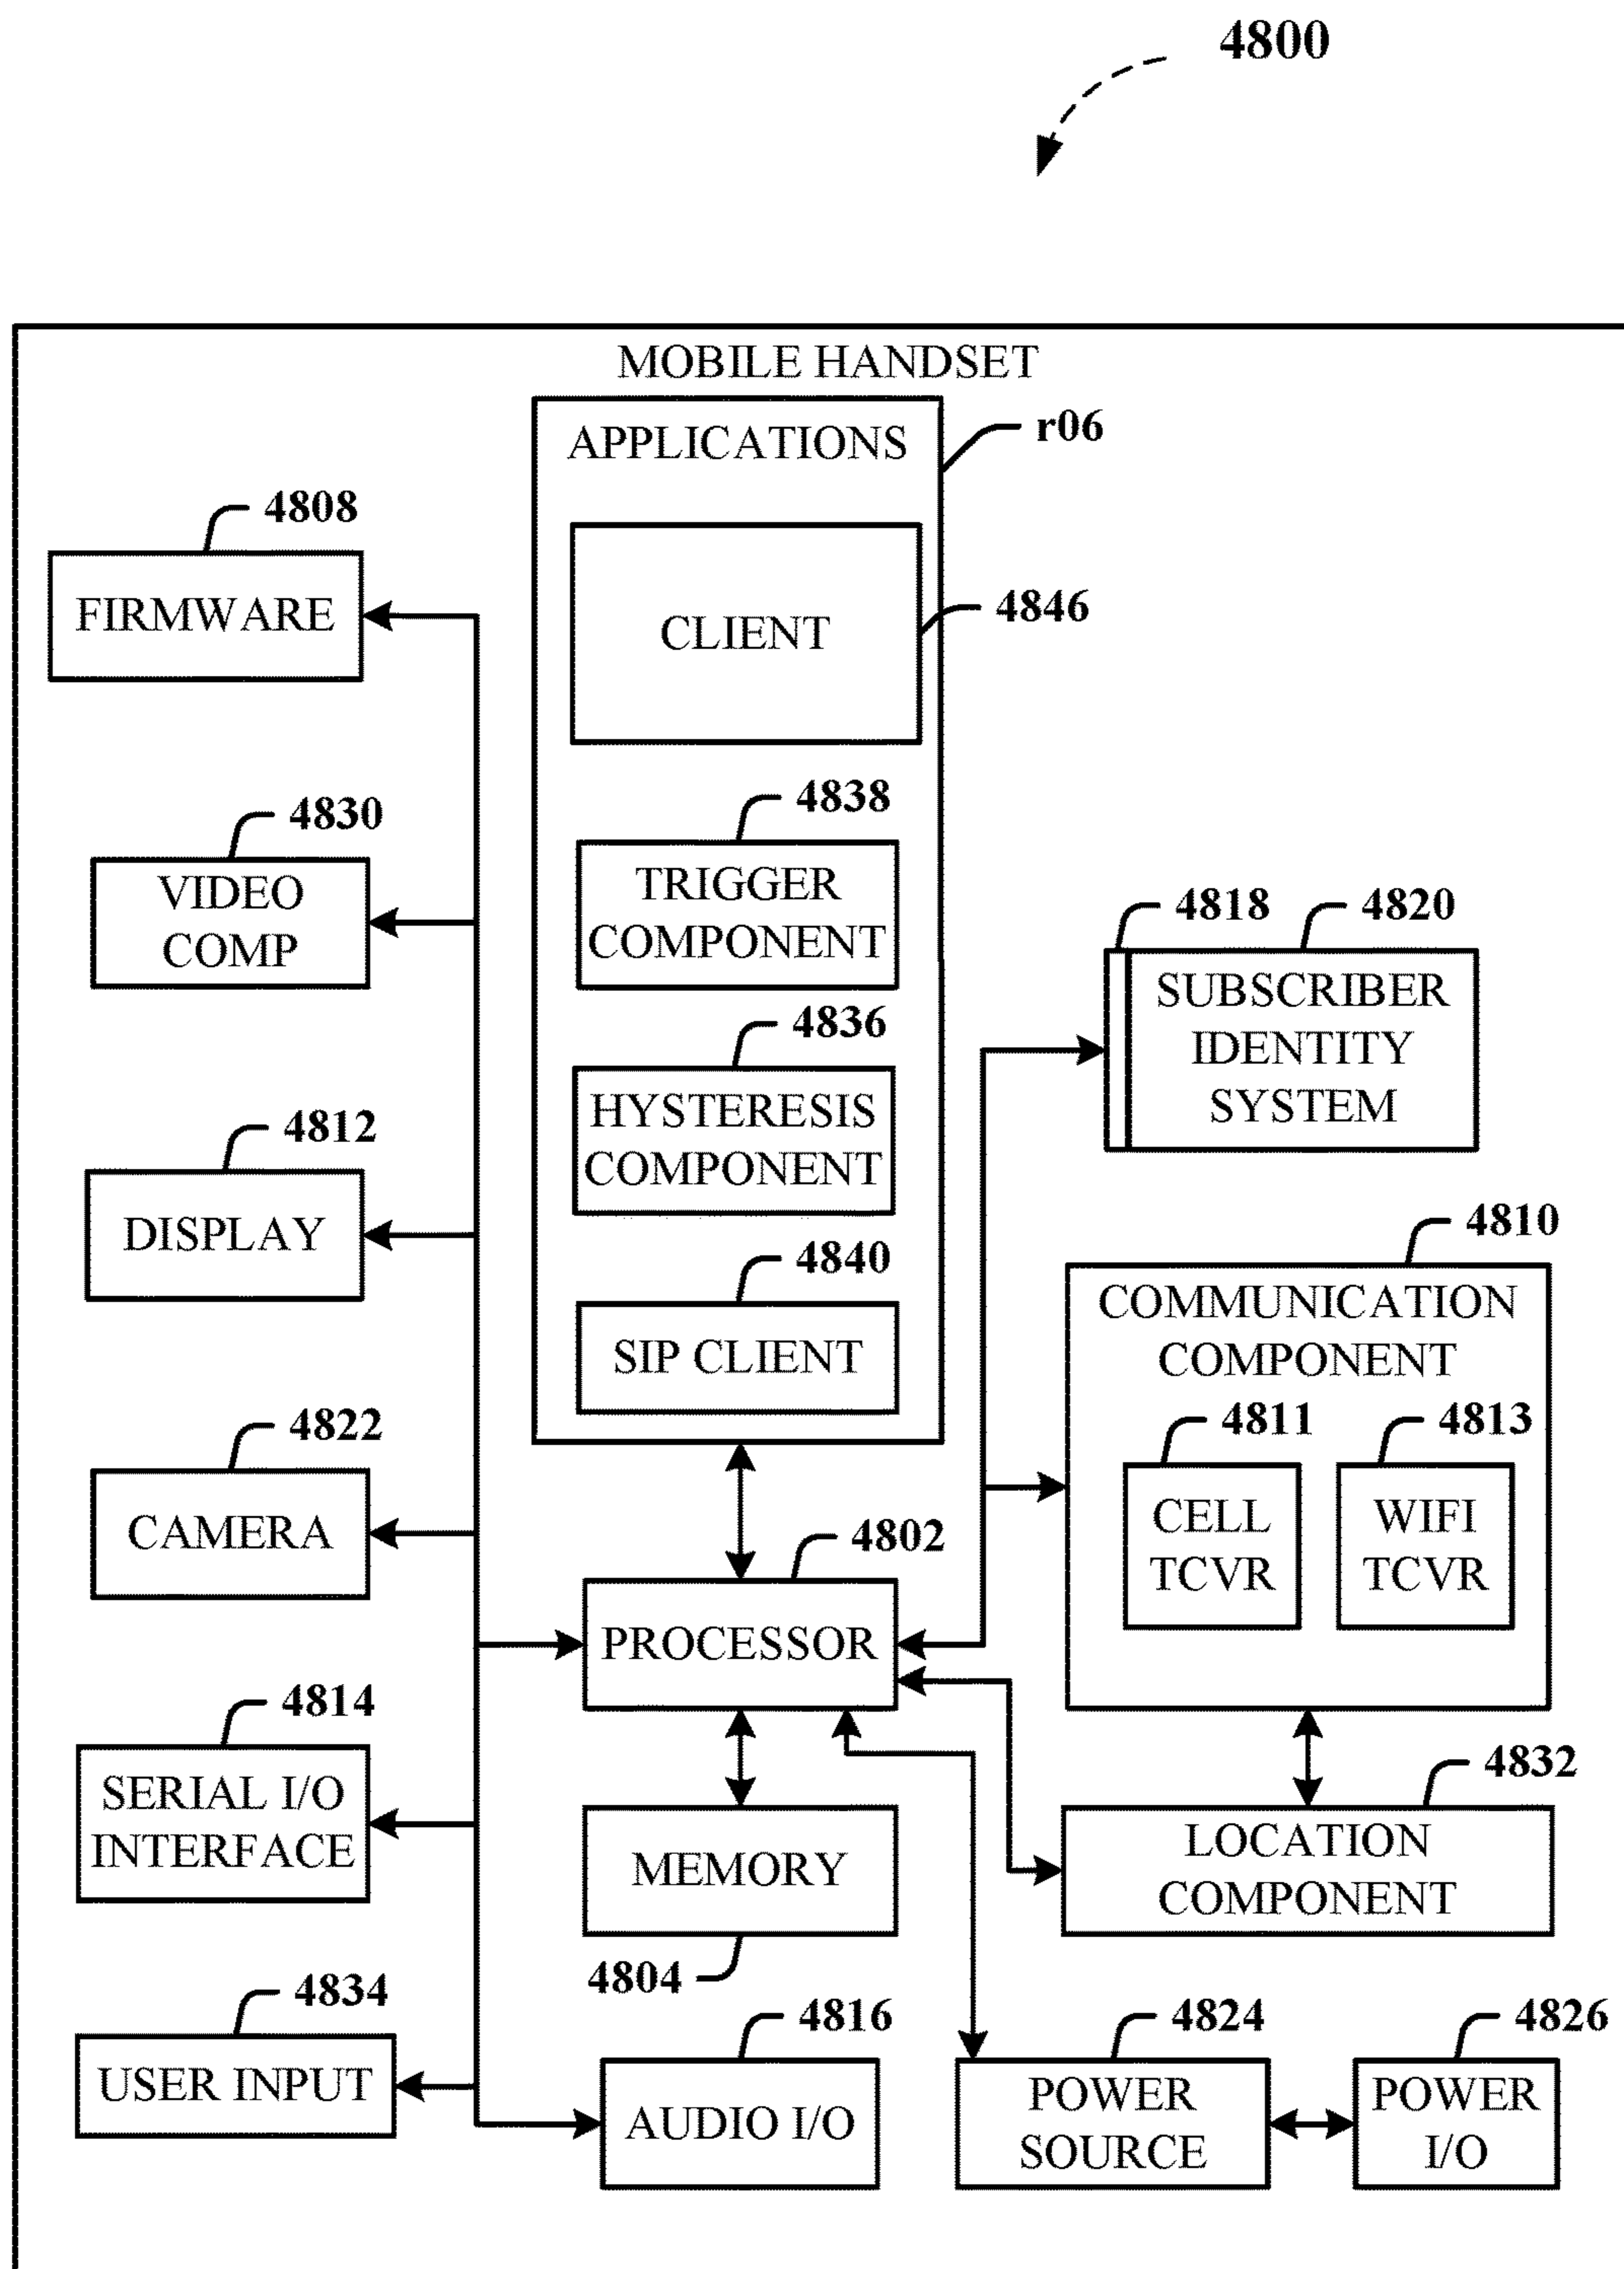 4800
MOBILE HANDSET
APPLICATIONS
r06
4808
FIRMWARE
CLIENT
4846
4830
VIDEO
COMP
4838
TRIGGER
COMPONENT
4818
4820
SUBSCRIBER
IDENTITY
SYSTEM
4836
HYSTERESIS
COMPONENT
4812
DISPLAY
4840
SIP CLIENT
4810
COMMUNICATION
COMPONENT
4811
CELL
TCVR
4813
WIFI
TCVR
4822
CAMERA
4802
PROCESSOR
4814
SERIAL I/O
INTERFACE
MEMORY
4804
4832
LOCATION
COMPONENT
4834
USER INPUT
4816
AUDIO I/O
4824
POWER
SOURCE
4826
POWER
I/O